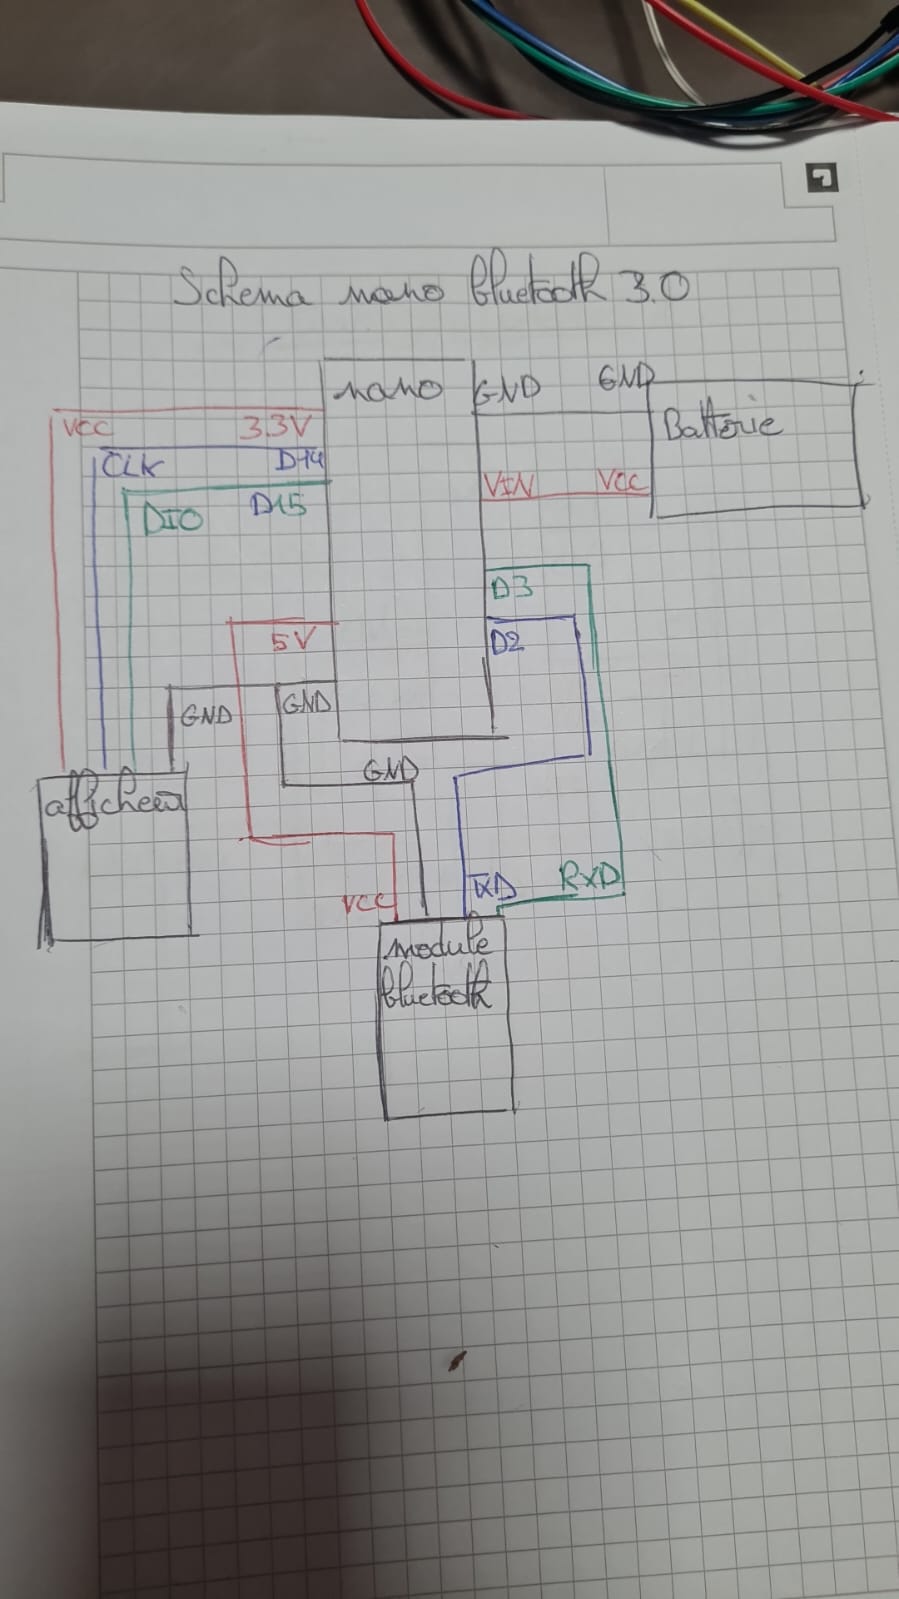 Schema nano bluetooth 3.0
nano
GND GND
Batterie
VCC 3.3V
CLK D14
DIO D15
VIN VCC
D3
5V
D2
GND GND
GND
afficheur
TXD RXD
VCC
module
bluetooth